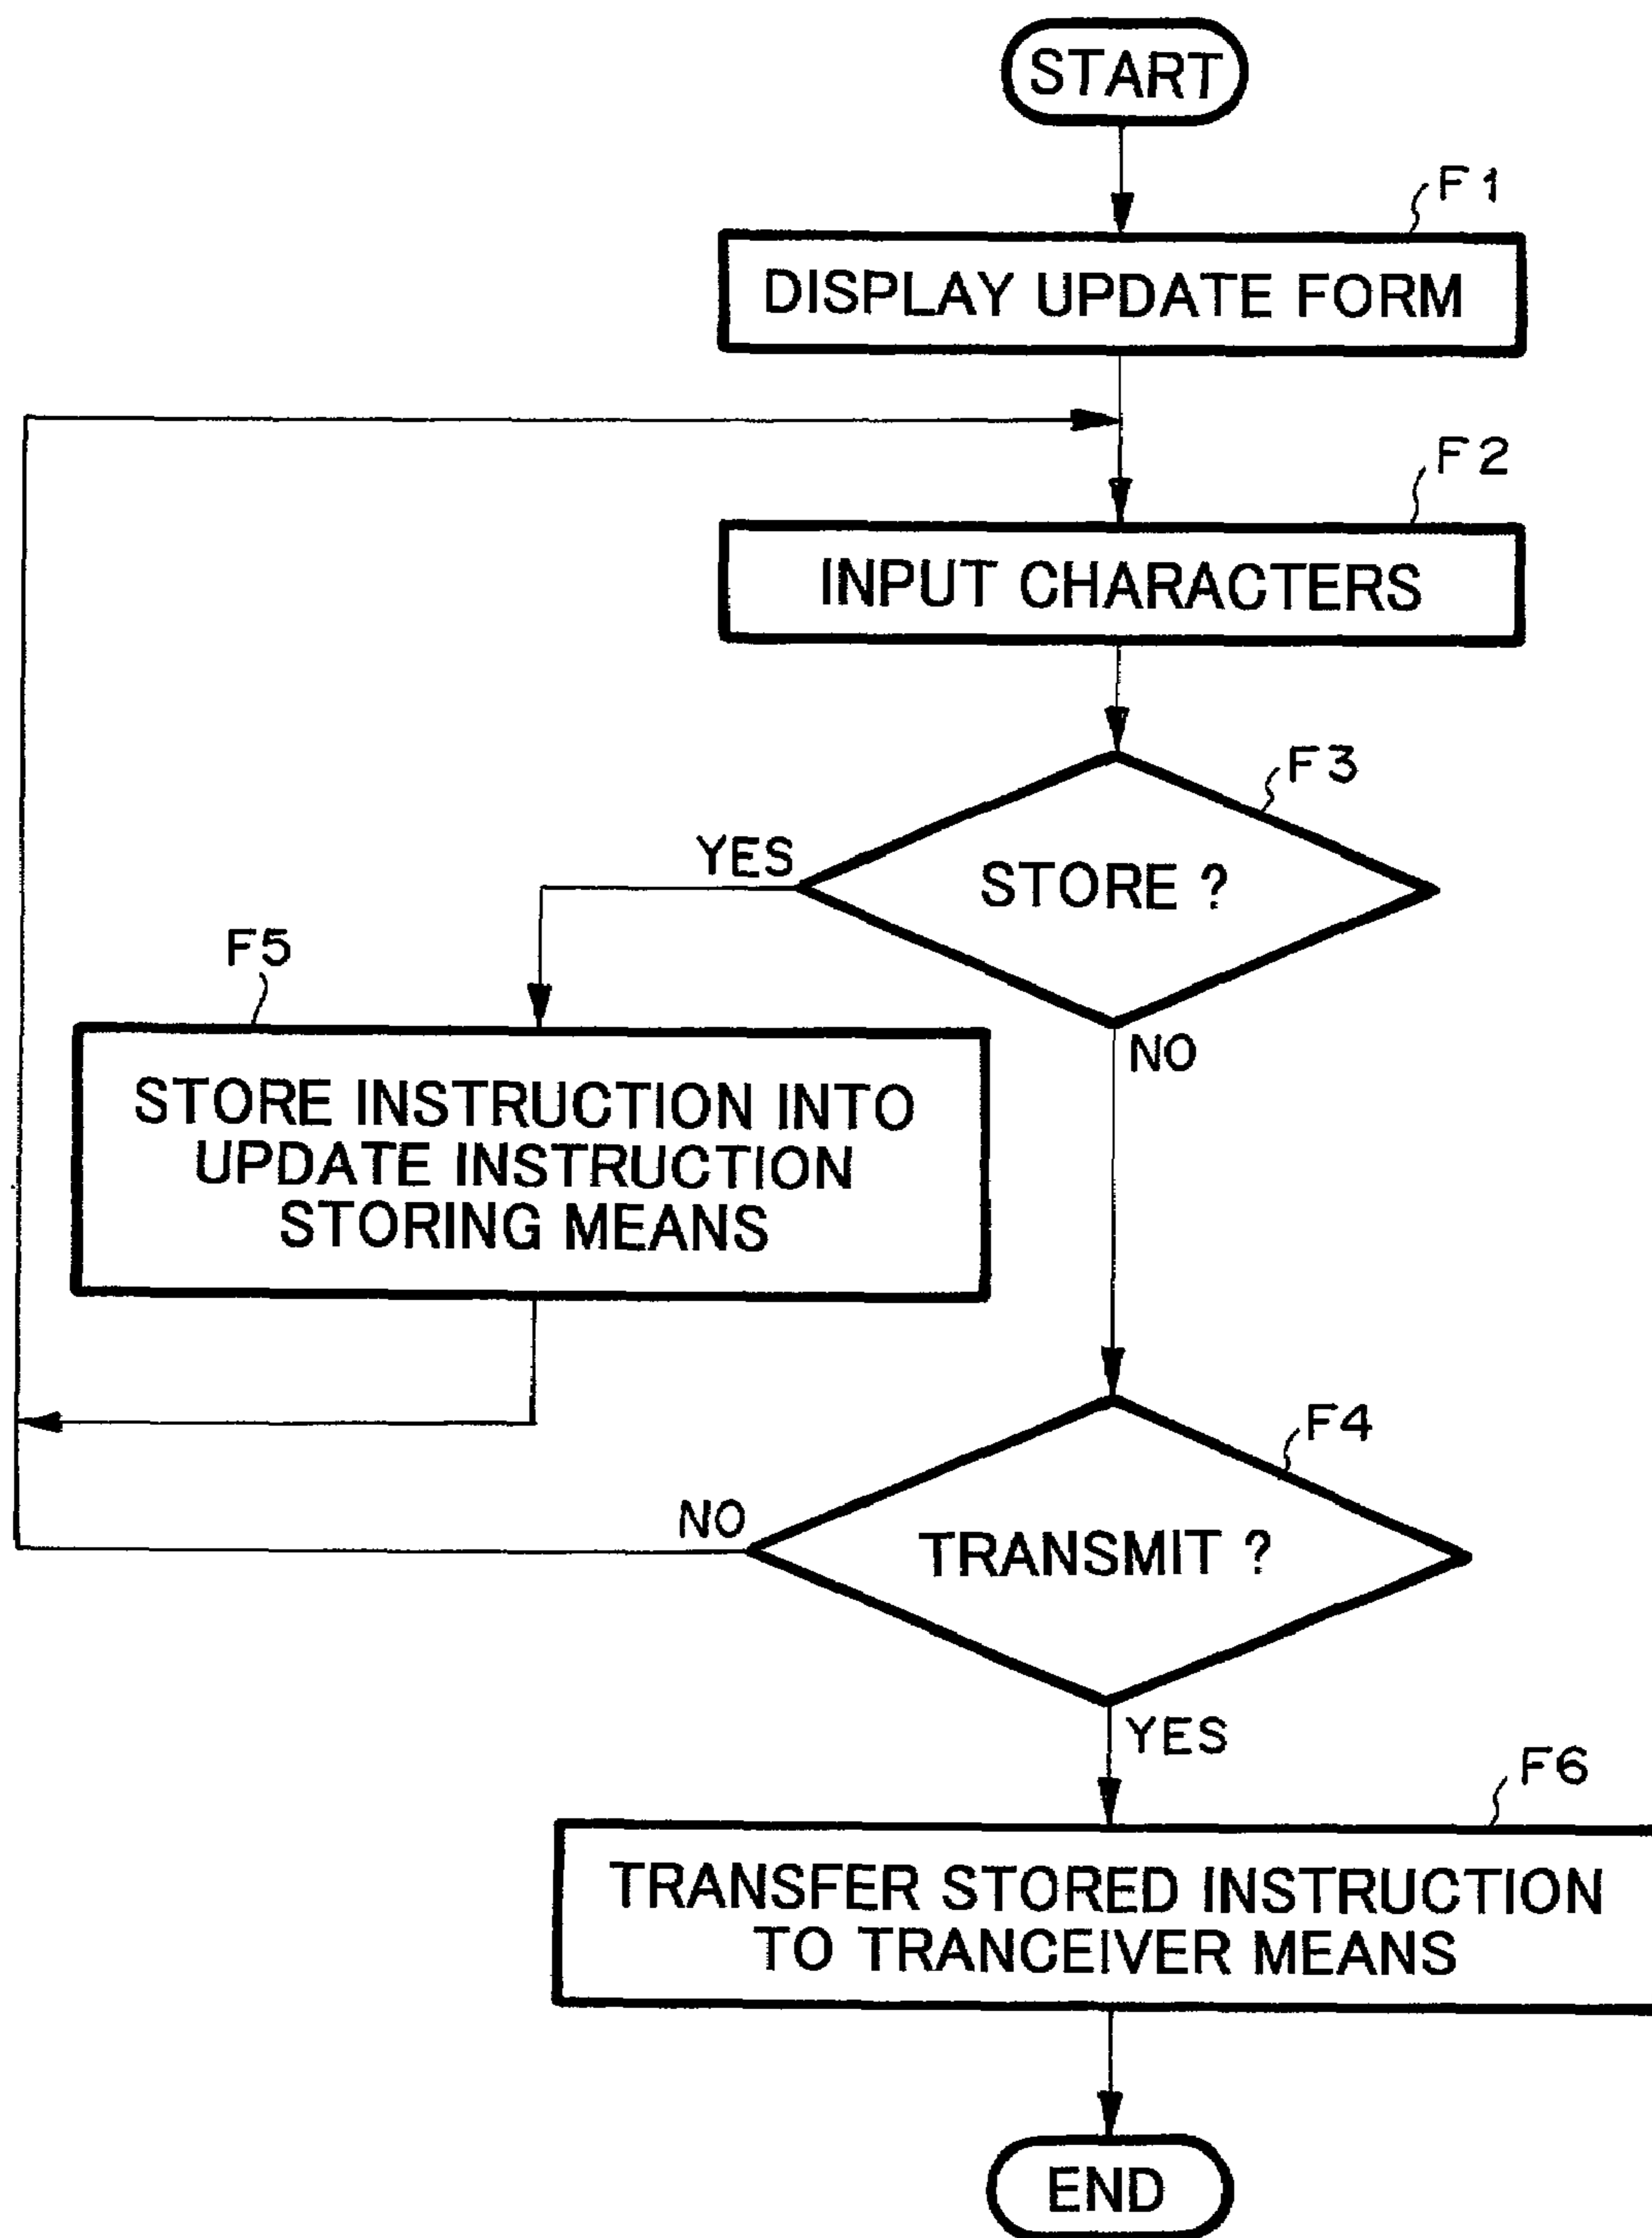 START
F1
DISPLAY UPDATE FORM
F2
INPUT CHARACTERS
F3
YES
STORE ?
NO
F5
STORE INSTRUCTION INTO
UPDATE INSTRUCTION
STORING MEANS
F4
NO
TRANSMIT ?
YES
F6
TRANSFER STORED INSTRUCTION
TO TRANCEIVER MEANS
END